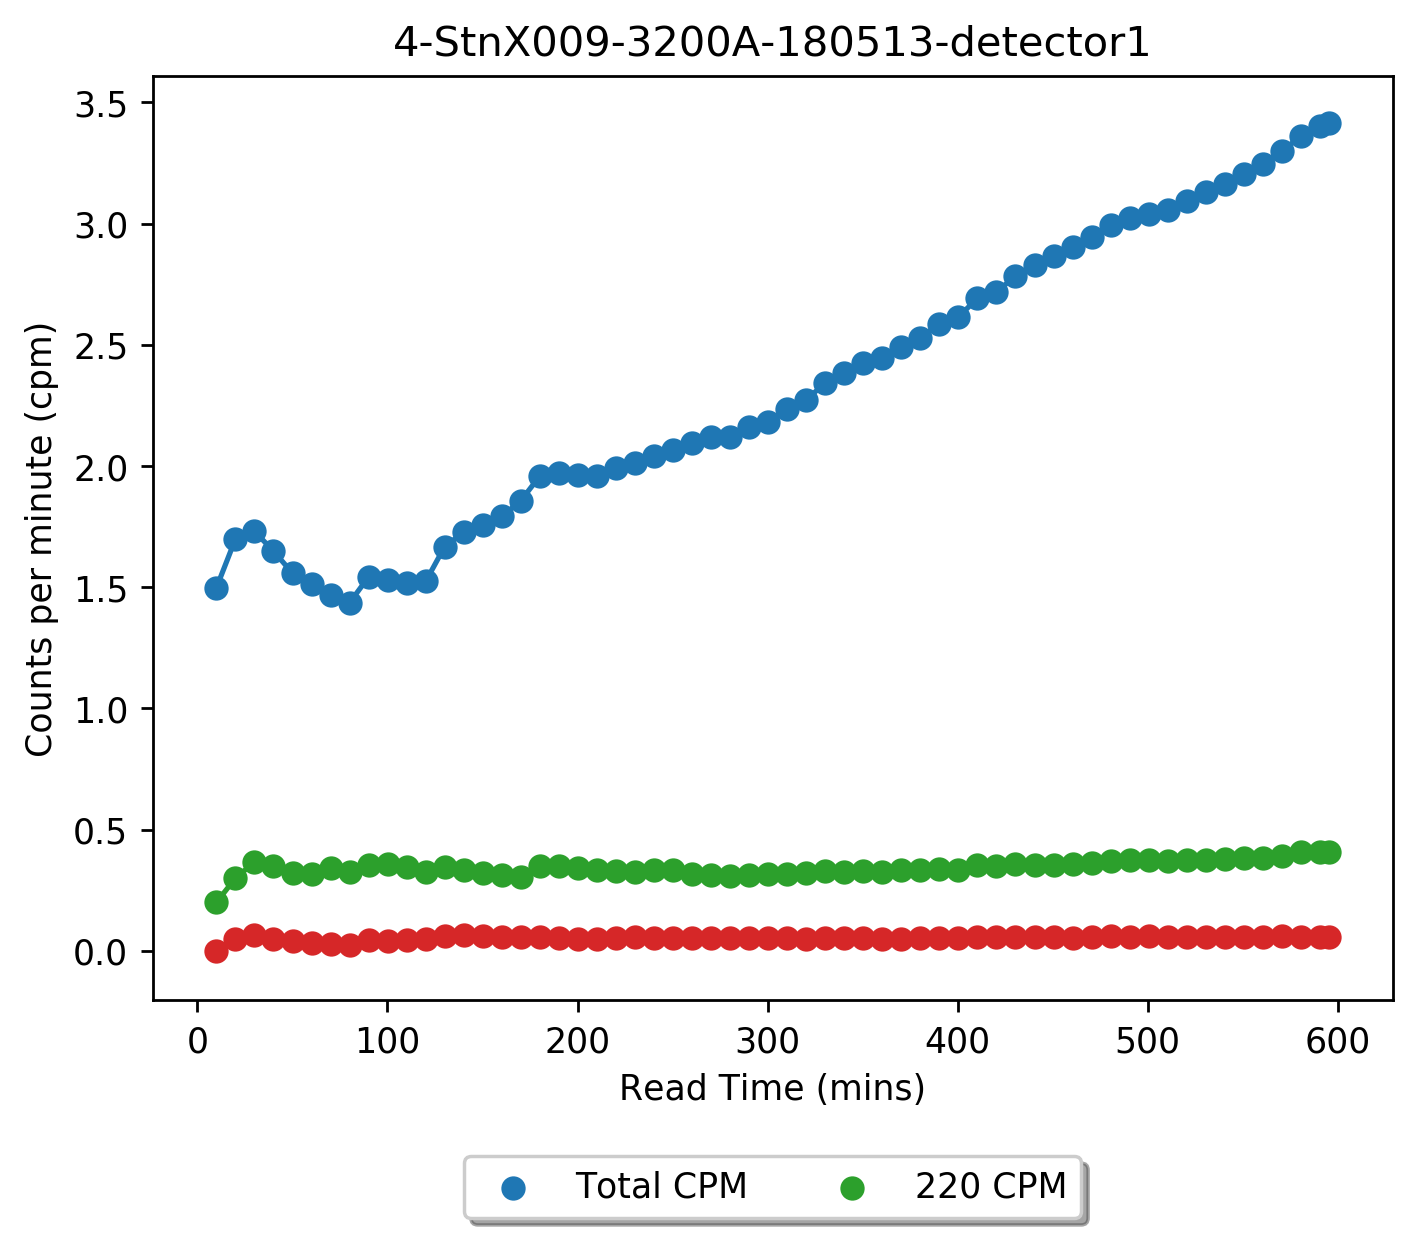 4-StnX009-3200A-180513-detector1
3.5
3.0
2.5
2.0
1.5
1.0
0.5
0.0
Counts per minute (cpm)
0 100 200 300 400 500 600
Read Time (mins)
Total CPM 220 CPM